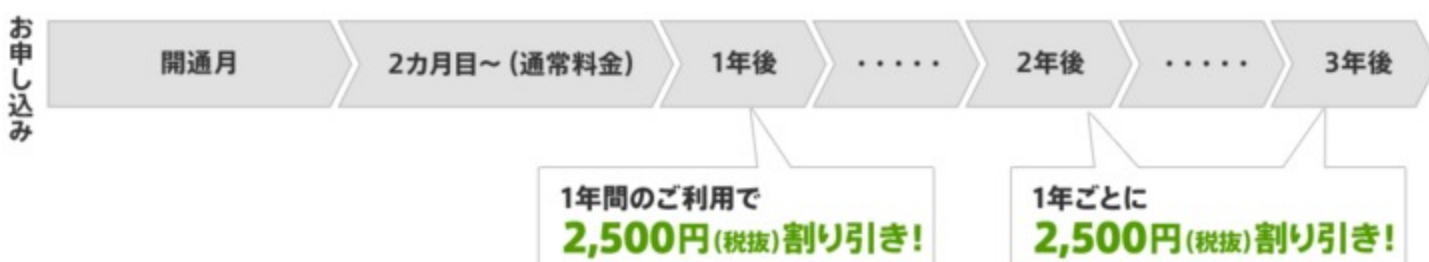 お申し込み
開通月
2カ月目~（通常料金）
1年後
・・・・・
2年後
・・・・・
3年後
1年間のご利用で
2,500円(税抜)割り引き!
1年ごとに
2,500円(税抜)割り引き!